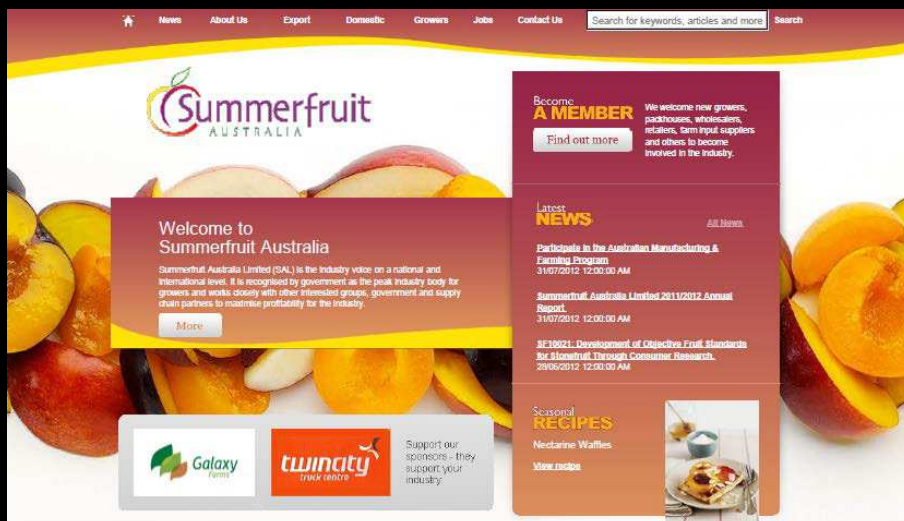 News About Us Export Domestic Growers Jobs Contact Us Search for keywords, articles and more Search
Summerfruit
AUSTRALIA
Become
A MEMBER
Find out more
We welcome new growers,
packhouses, wholesalers,
retailers, farm input suppliers
and others to become
involved in the industry.
Welcome to
Summerfruit Australia
Summerfruit Australia Limited (SAL) is the industry voice on a national and
international level. It is recognised by government as the peak industry body for
growers and works closely with other interested groups, government and supply
chain partners to maximise profitability for the industry.
More
Latest
NEWS
All News
Participate in the Australian Manufacturing &
Farming Program
31/07/2012 12:00:00 AM
Summerfruit Australia Limited 2011/2012 Annual
Report
31/07/2012 12:00:00 AM
SF10021: Development of Objective Fruit Standards
for Stonefruit Through Consumer Research.
28/06/2012 12:00:00 AM
Seasonal
RECIPES
Nectarine Waffles
View recipe
Galaxy
Farms
twincity
truck centre
Support our
sponsors - they
support your
industry